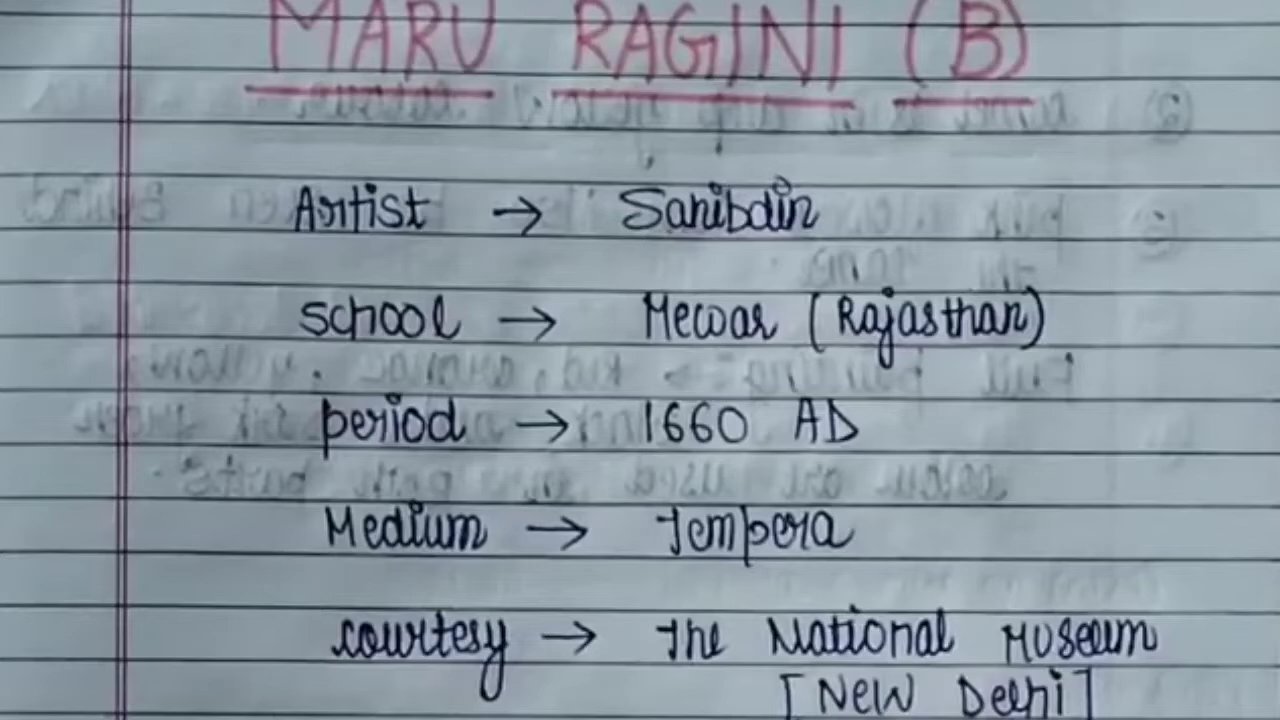 MARU RAGINI (B)
Artist → Sahibdin
school → Mewar (Rajasthan)
period → 1660 AD
Medium → Tempera
courtesy → The National Museum
[New Delhi]